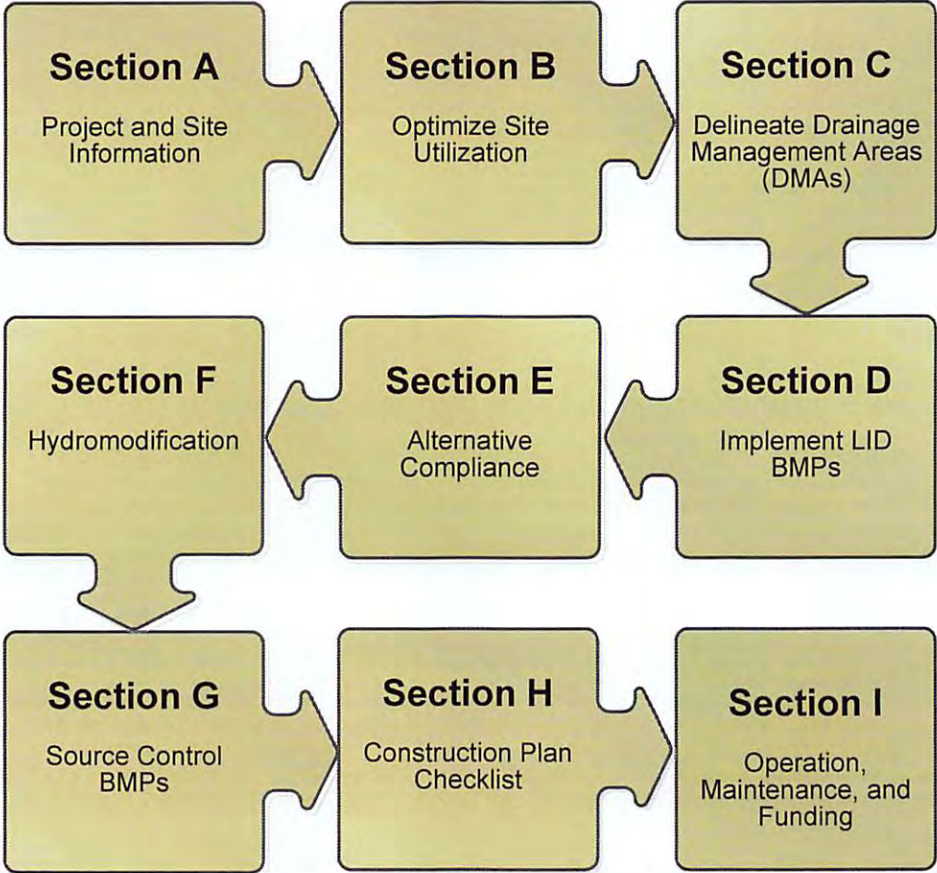 Section A
Project and Site
Information
Section B
Optimize Site
Utilization
Section C
Delineate Drainage
Management Areas
(DMAs)
Section D
Implement LID
BMPs
Section E
Alternative
Compliance
Section F
Hydromodification
Section G
Source Control
BMPs
Section H
Construction Plan
Checklist
Section I
Operation,
Maintenance, and
Funding